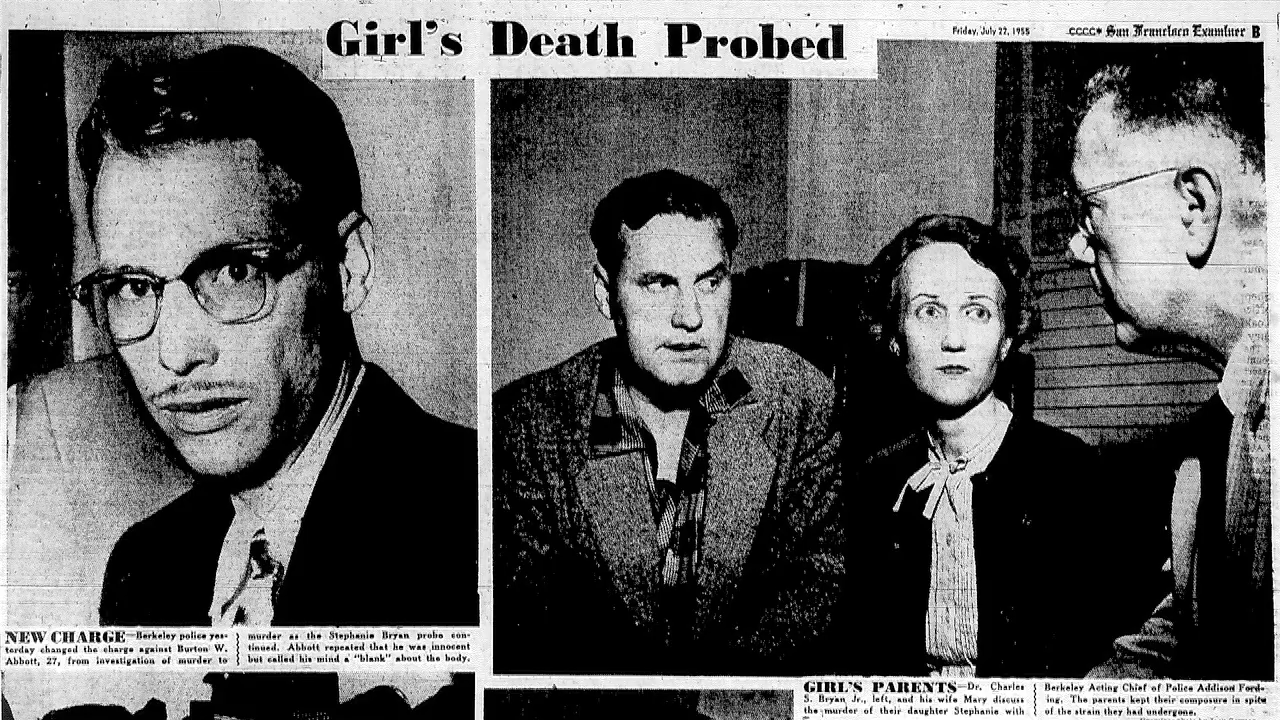 Girl's Death Probed
Friday, July 22, 1955 CCCC* San Francisco Examiner B
NEW CHARGE—Berkeley police yes-
terday changed the charge against Burton W.
Abbott, 27, from investigation of murder to
murder as the Stephanie Bryan probe con-
tinued. Abbott repeated that he was innocent
but called his mind a "blank" about the body.
GIRL'S PARENTS—Dr. Charles
S. Bryan Jr., left, and his wife Mary discuss
the murder of their daughter Stephanie with
Berkeley Acting Chief of Police Addison Ford-
ing. The parents kept their composure in spite
of the strain they had undergone.